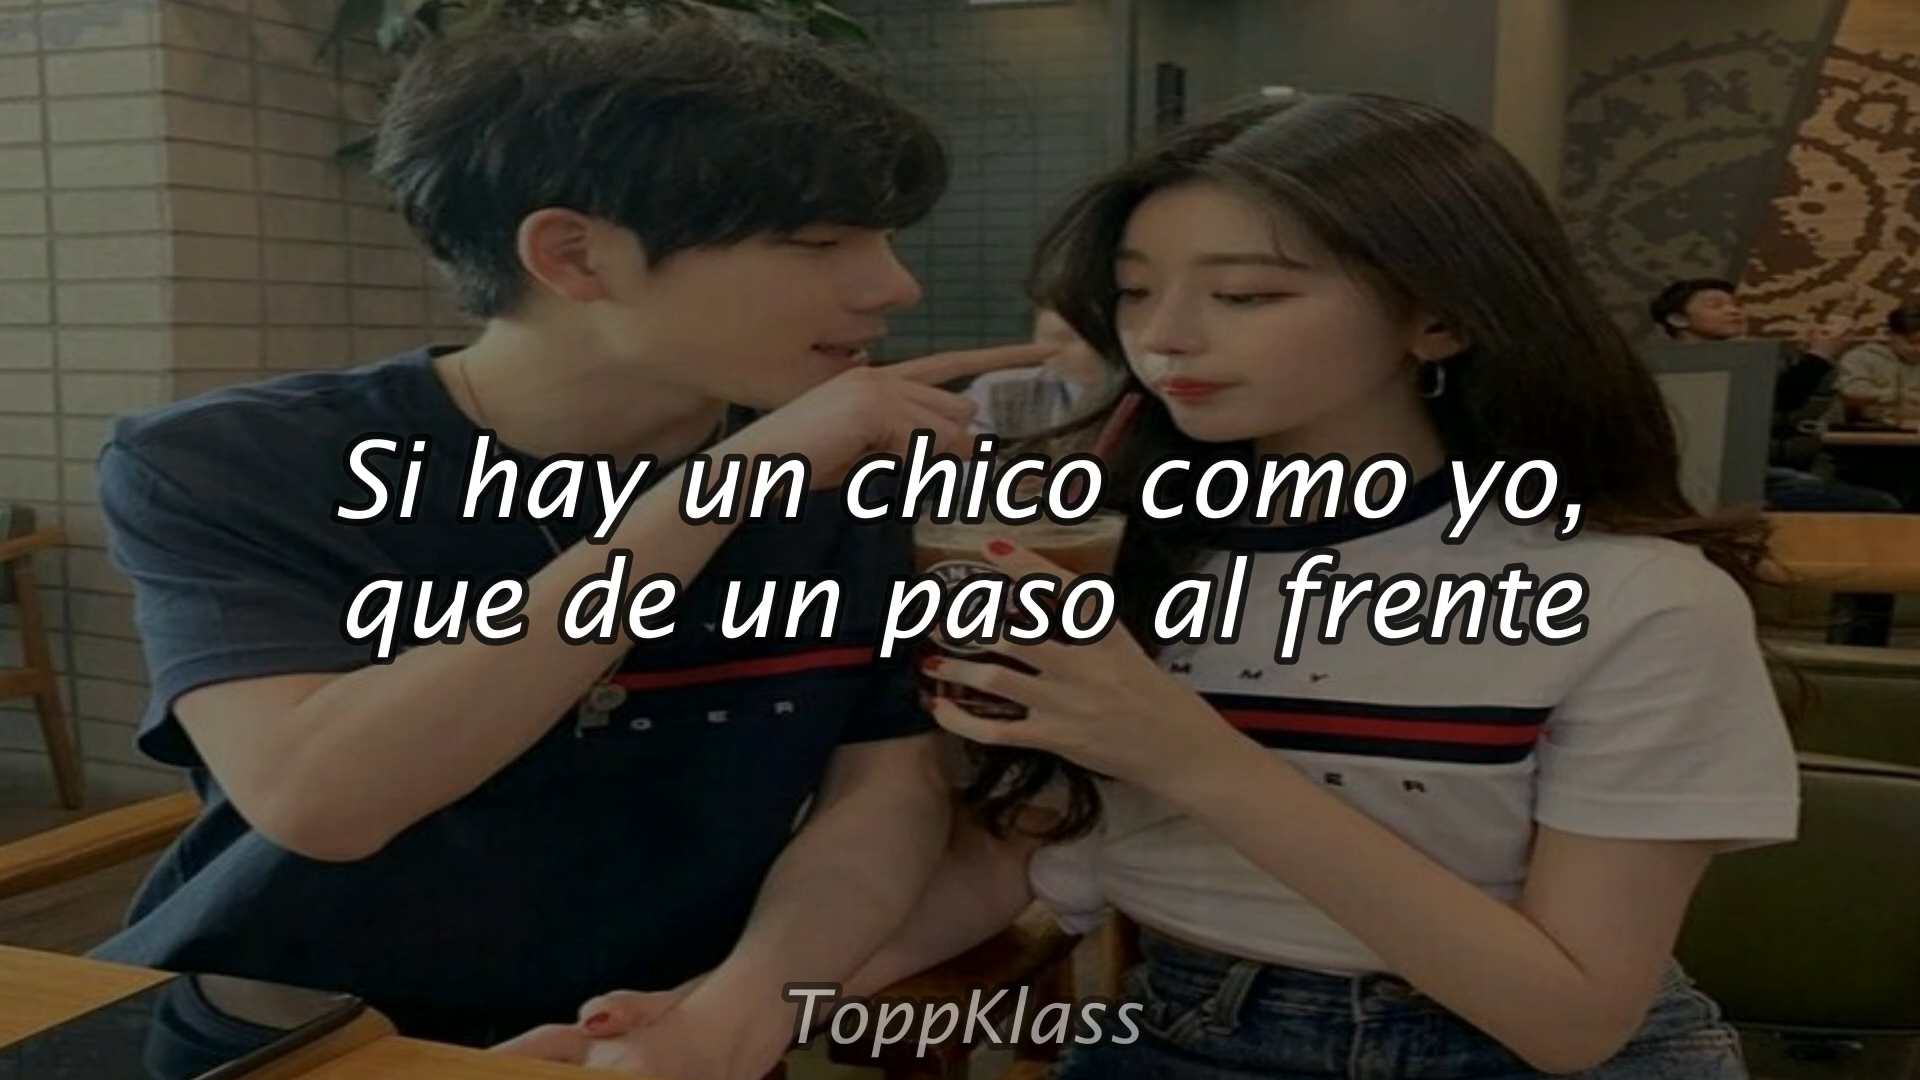 Si hay un chico como yo,
que de un paso al frente
M M Y
G E R
E R
ToppKlass